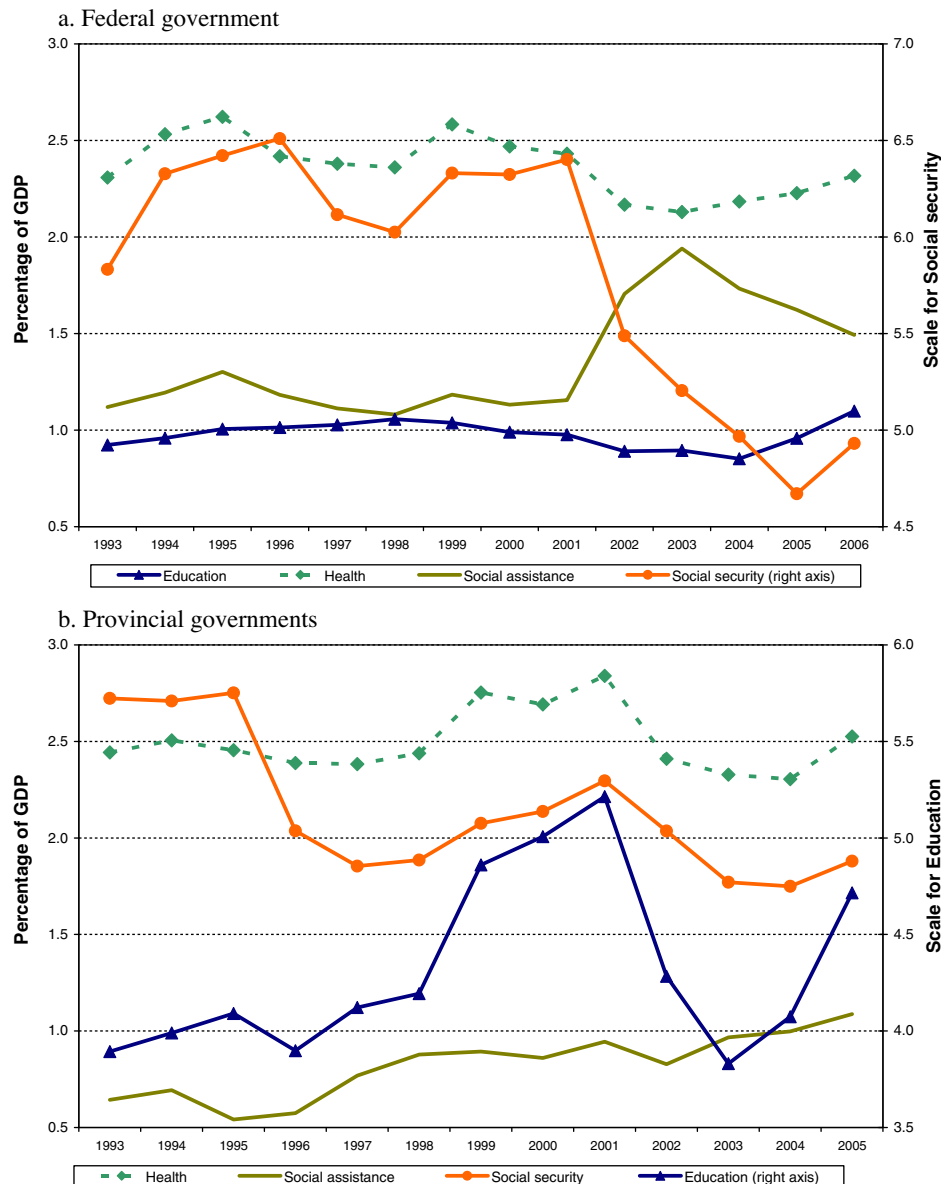 a. Federal government
3.0 7.0
2.5 6.5
2.0 6.0
1.5 5.5
1.0 5.0
0.5 4.5
Percentage of GDP
Scale for Social security
1993 1994 1995 1996 1997 1998 1999 2000 2001 2002 2003 2004 2005 2006
Education Health Social assistance Social security (right axis)
b. Provincial governments
3.0 6.0
2.5 5.5
2.0 5.0
1.5 4.5
1.0 4.0
0.5 3.5
Percentage of GDP
Scale for Education
1993 1994 1995 1996 1997 1998 1999 2000 2001 2002 2003 2004 2005
Health Social assistance Social security Education (right axis)